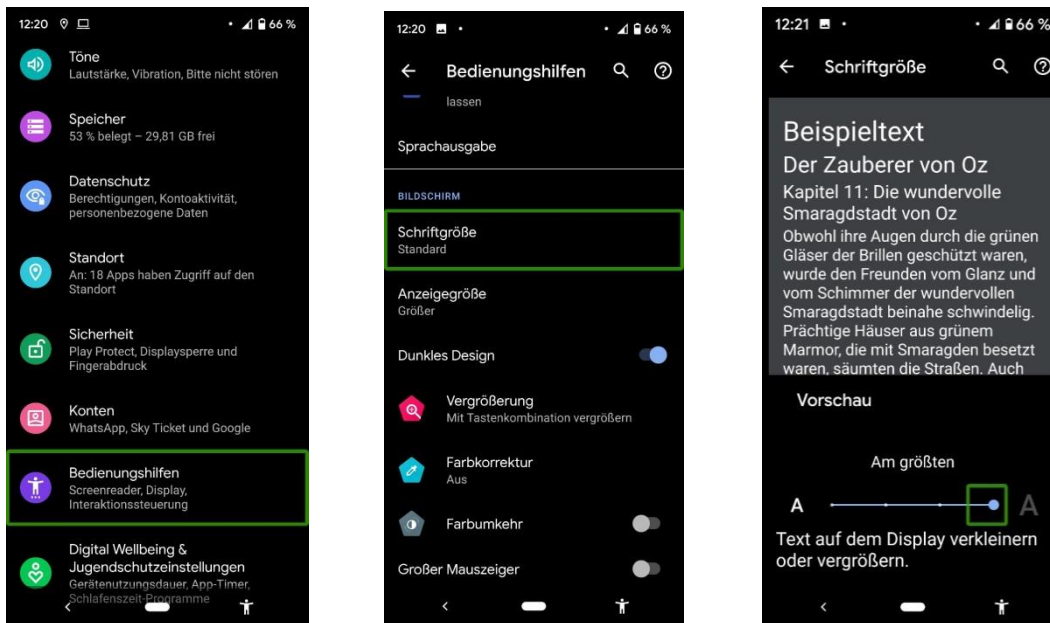 12:20
66 %
Töne
Lautstärke, Vibration, Bitte nicht stören
Speicher
53 % belegt – 29,81 GB frei
Datenschutz
Berechtigungen, Kontoaktivität,
personenbezogene Daten
Standort
An: 18 Apps haben Zugriff auf den
Standort
Sicherheit
Play Protect, Displaysperre und
Fingerabdruck
Konten
WhatsApp, Sky Ticket und Google
Bedienungshilfen
Screenreader, Display,
Interaktionssteuerung
Digital Wellbeing &
Jugendschutzeinstellungen
Gerätenutzungsdauer, App-Timer,
Schlafenszeit-Programme
12:20
66 %
Bedienungshilfen
lassen
Sprachausgabe
BILDSCHIRM
Schriftgröße
Standard
Anzeigegröße
Größer
Dunkles Design
Vergrößerung
Mit Tastenkombination vergrößern
Farbkorrektur
Aus
Farbumkehr
Großer Mauszeiger
12:21
66 %
Schriftgröße
Beispieltext
Der Zauberer von Oz
Kapitel 11: Die wundervolle
Smaragdstadt von Oz
Obwohl ihre Augen durch die grünen
Gläser der Brillen geschützt waren,
wurde den Freunden vom Glanz und
vom Schimmer der wundervollen
Smaragdstadt beinahe schwindelig.
Prächtige Häuser aus grünem
Marmor, die mit Smaragden besetzt
waren, säumten die Straßen. Auch
Vorschau
Am größten
A A
Text auf dem Display verkleinern
oder vergrößern.